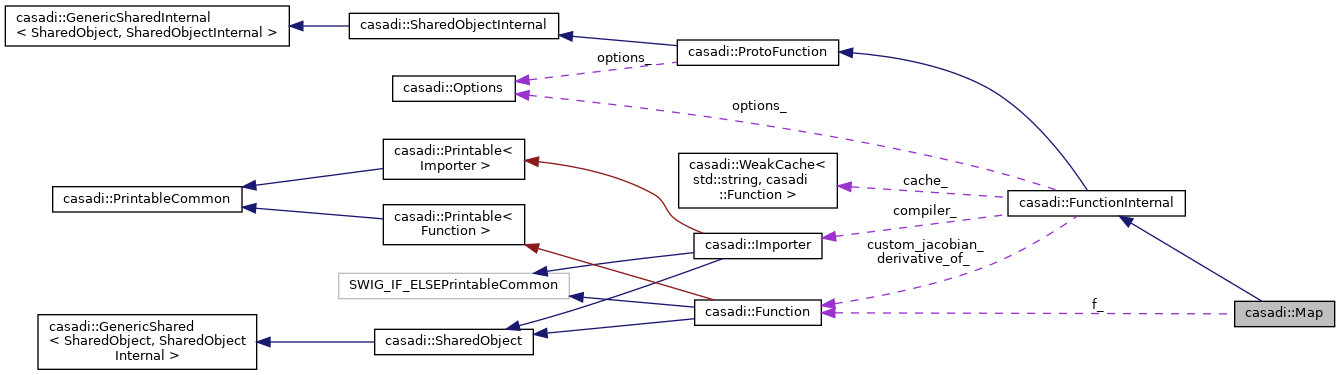 casadi::GenericSharedInternal
< SharedObject, SharedObjectInternal >
casadi::SharedObjectInternal
casadi::ProtoFunction
options_
casadi::Options
options_
casadi::Printable<
Importer >
casadi::WeakCache<
std::string, casadi
::Function >
cache_
casadi::PrintableCommon
casadi::FunctionInternal
casadi::Printable<
Function >
compiler_
casadi::Importer
custom_jacobian_
derivative_of_
SWIG_IF_ELSEPrintableCommon
casadi::Function
f_
casadi::Map
casadi::GenericShared
< SharedObject, SharedObject
Internal >
casadi::SharedObject